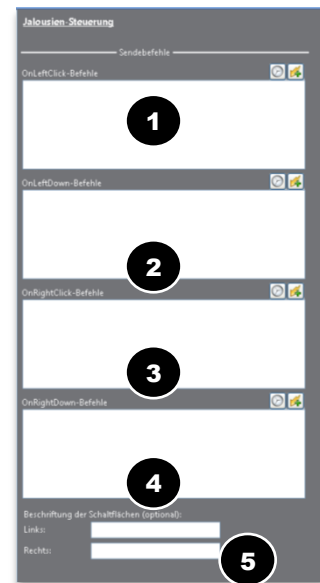 Jalousien-Steuerung
Sendebefehle
OnLeftClick-Befehle
1
OnLeftDown-Befehle
2
OnRightClick-Befehle
3
OnRightDown-Befehle
4
Beschriftung der Schaltflächen (optional):
Links:
Rechts:
5